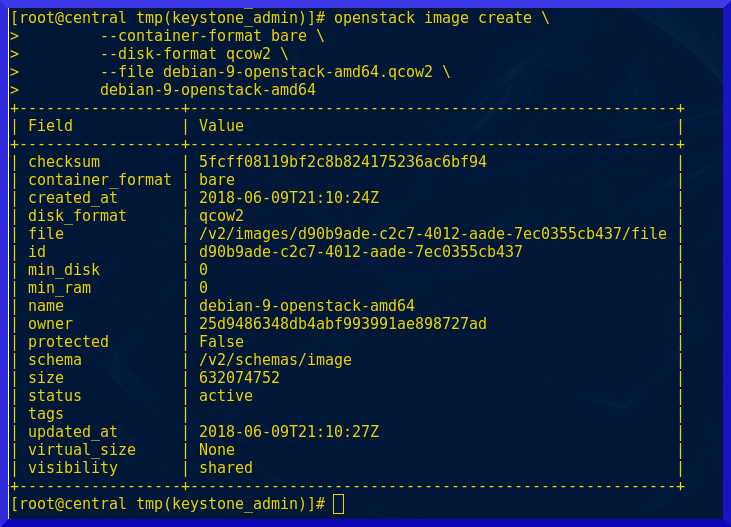 [root@central tmp(keystone_admin)]# openstack image create \
>         --container-format bare \
>         --disk-format qcow2 \
>         --file debian-9-openstack-amd64.qcow2 \
>         debian-9-openstack-amd64
+------------------+------------------------------------------------------+
| Field            | Value                                                |
+------------------+------------------------------------------------------+
| checksum         | 5fcff08119bf2c8b824175236ac6bf94                     |
| container_format | bare                                                 |
| created_at       | 2018-06-09T21:10:24Z                                 |
| disk_format      | qcow2                                                |
| file             | /v2/images/d90b9ade-c2c7-4012-aade-7ec0355cb437/file |
| id               | d90b9ade-c2c7-4012-aade-7ec0355cb437                 |
| min_disk         | 0                                                    |
| min_ram          | 0                                                    |
| name             | debian-9-openstack-amd64                             |
| owner            | 25d9486348db4abf993991ae898727ad                     |
| protected        | False                                                |
| schema           | /v2/schemas/image                                    |
| size             | 632074752                                            |
| status           | active                                               |
| tags             |                                                      |
| updated_at       | 2018-06-09T21:10:27Z                                 |
| virtual_size     | None                                                 |
| visibility       | shared                                               |
+------------------+------------------------------------------------------+
[root@central tmp(keystone_admin)]#